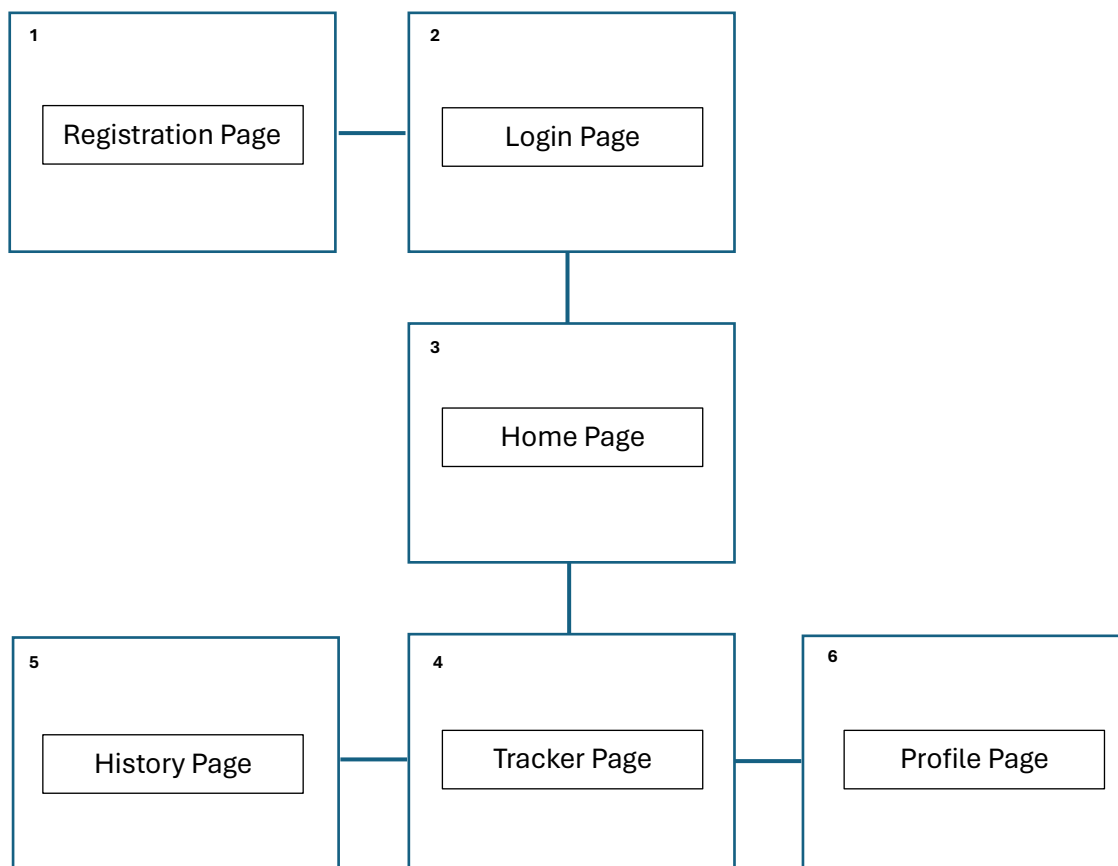 1
Registration Page
2
Login Page
3
Home Page
5
History Page
4
Tracker Page
6
Profile Page